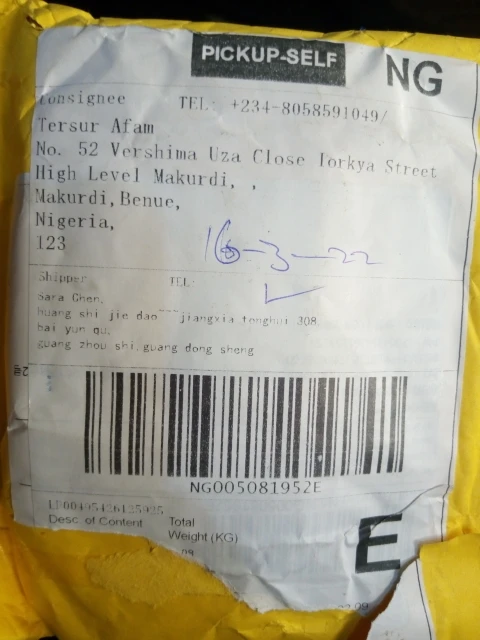 PICKUP-SELF
NG
Consignee TEL: +234-8058591049/
Tersur Afam
No. 52 Vershima Uza Close Iorkya Street
High Level Makurdi, ,
Makurdi,Benue,
Nigeria,
123
16-3-22
Shipper TEL:
Sara Chen,
huang shi jie dao~~~jiangxia tonghui 308,
bai yun qu,
guang zhou shi,guang dong sheng
NG005081952E
Desc. of Content Total
Weight (KG)
E